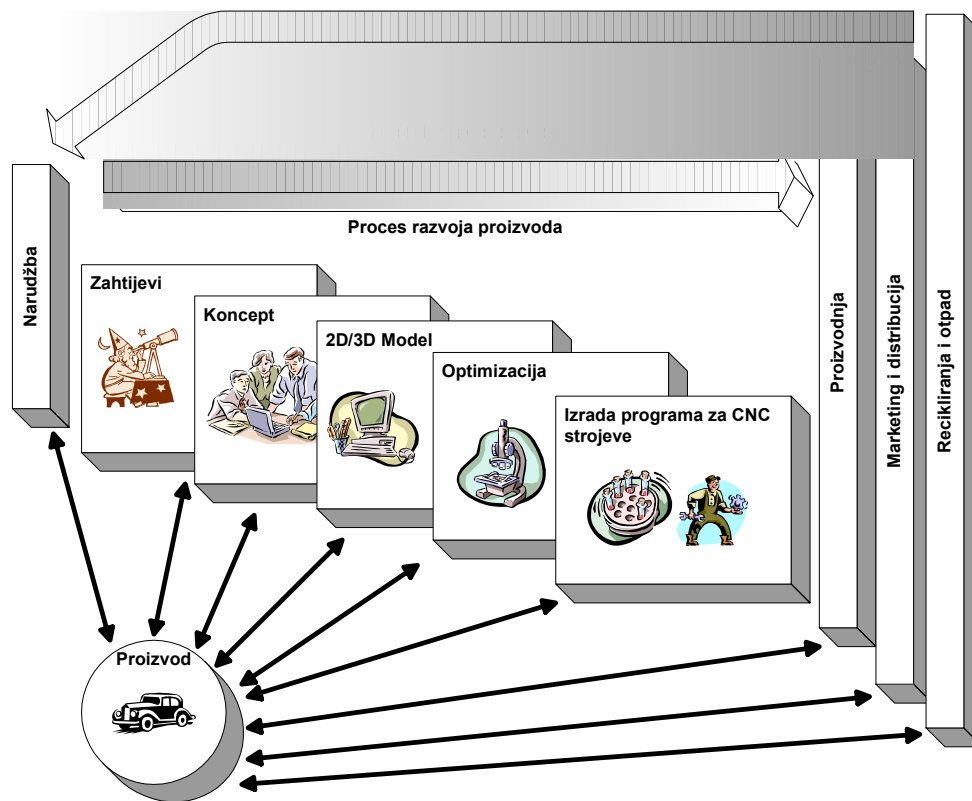 Proces razvoja proizvoda
Narudžba
Zahtijevi
Koncept
2D/3D Model
Optimizacija
Izrada programa za CNC
strojeve
Proizvodnja
Marketing i distribucija
Recikliranja i otpad
Proizvod